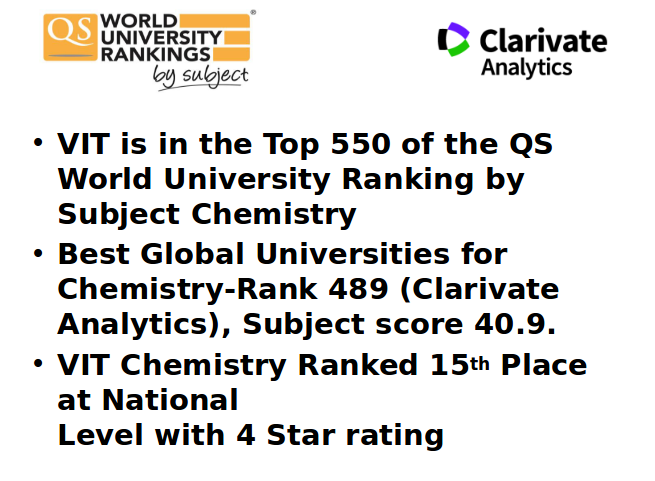 QS WORLD
UNIVERSITY
RANKINGS
by subject
®
Clarivate
Analytics
• VIT is in the Top 550 of the QS
World University Ranking by
Subject Chemistry
• Best Global Universities for
Chemistry-Rank 489 (Clarivate
Analytics), Subject score 40.9.
• VIT Chemistry Ranked 15th Place
at National
Level with 4 Star rating